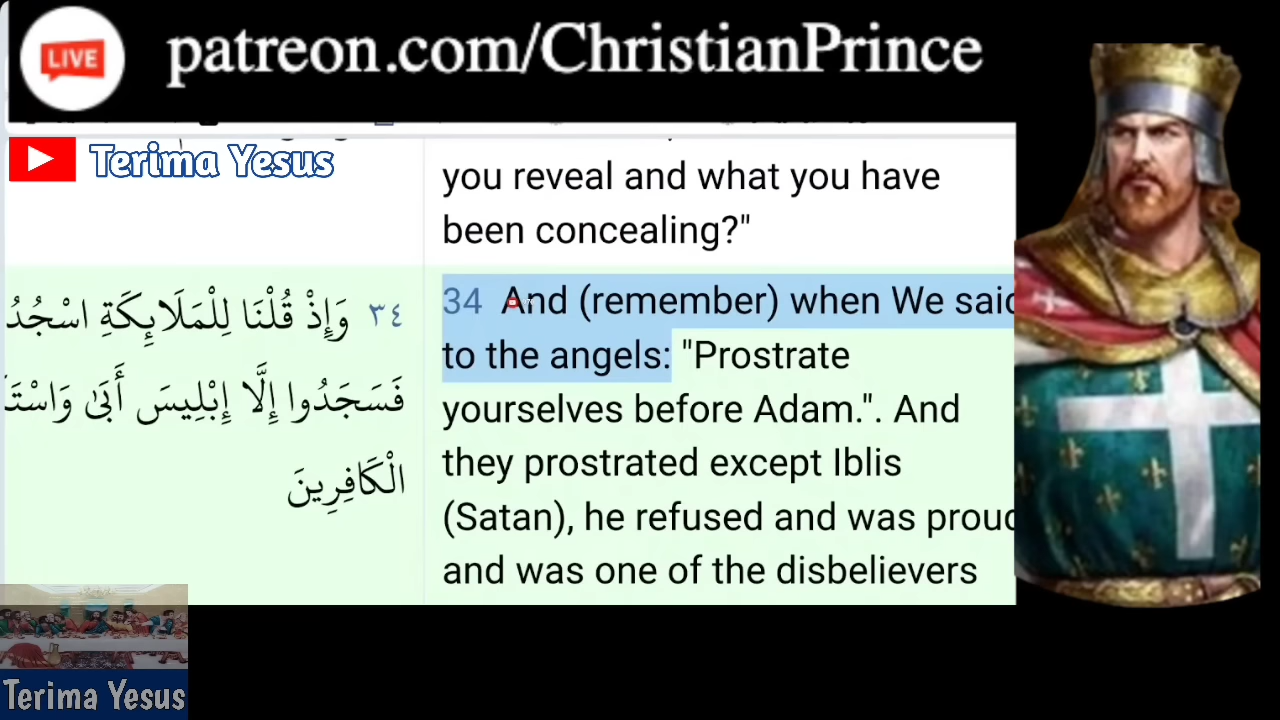 LIVE
patreon.com/ChristianPrince
Terima Yesus
you reveal and what you have
been concealing?"
34 And (remember) when We said
to the angels: "Prostrate
yourselves before Adam.". And
they prostrated except Iblis
(Satan), he refused and was proud
and was one of the disbelievers
٣٤ وَإِذْ قُلْنَا لِلْمَلَائِكَةِ اسْجُدُ
فَسَجَدُوا إِلَّا إِبْلِيسَ أَبَىٰ وَاسْتَ
الْكَافِرِينَ
Terima Yesus